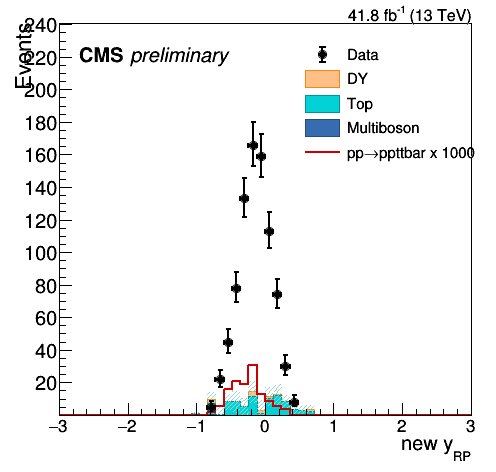 41.8 fb⁻¹ (13 TeV)
Events
CMS preliminary
Data
DY
Top
Multiboson
pp→ppttbar x 1000
240
220
200
180
160
140
120
100
80
60
40
20
−3 −2 −1 0 1 2 3
new y_RP